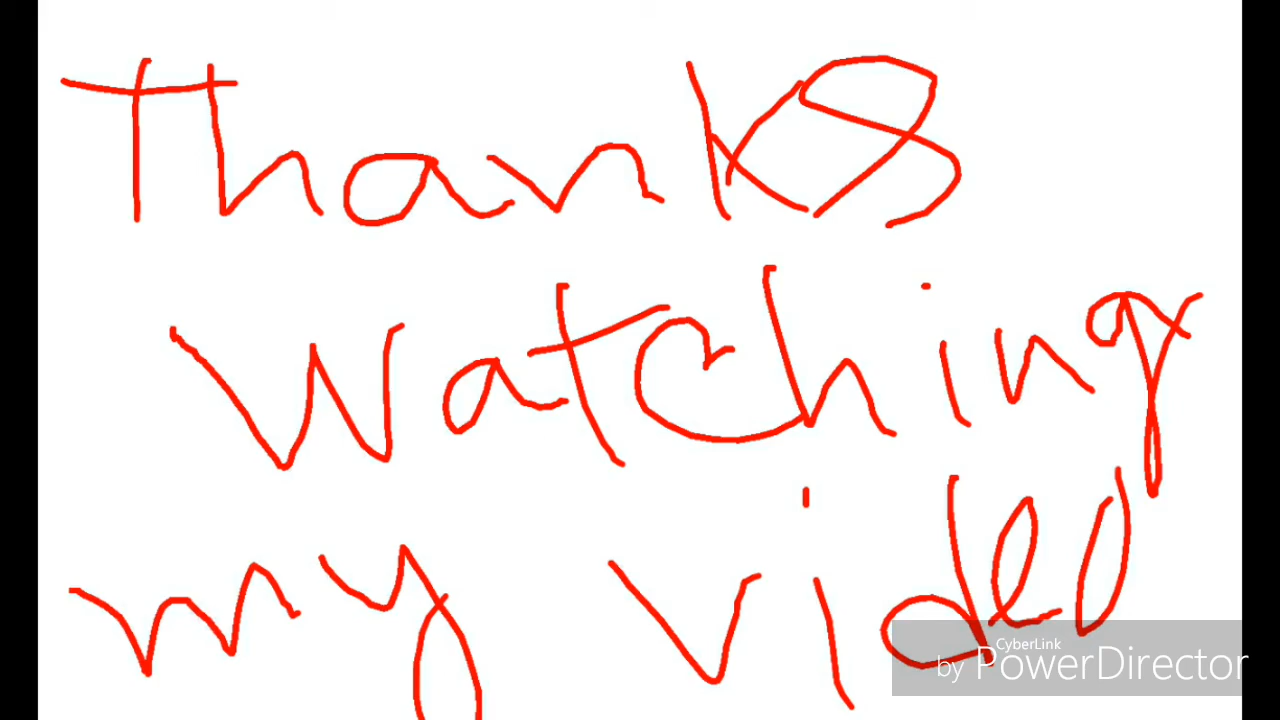 Thanks
watching
my video
CyberLink
by PowerDirector